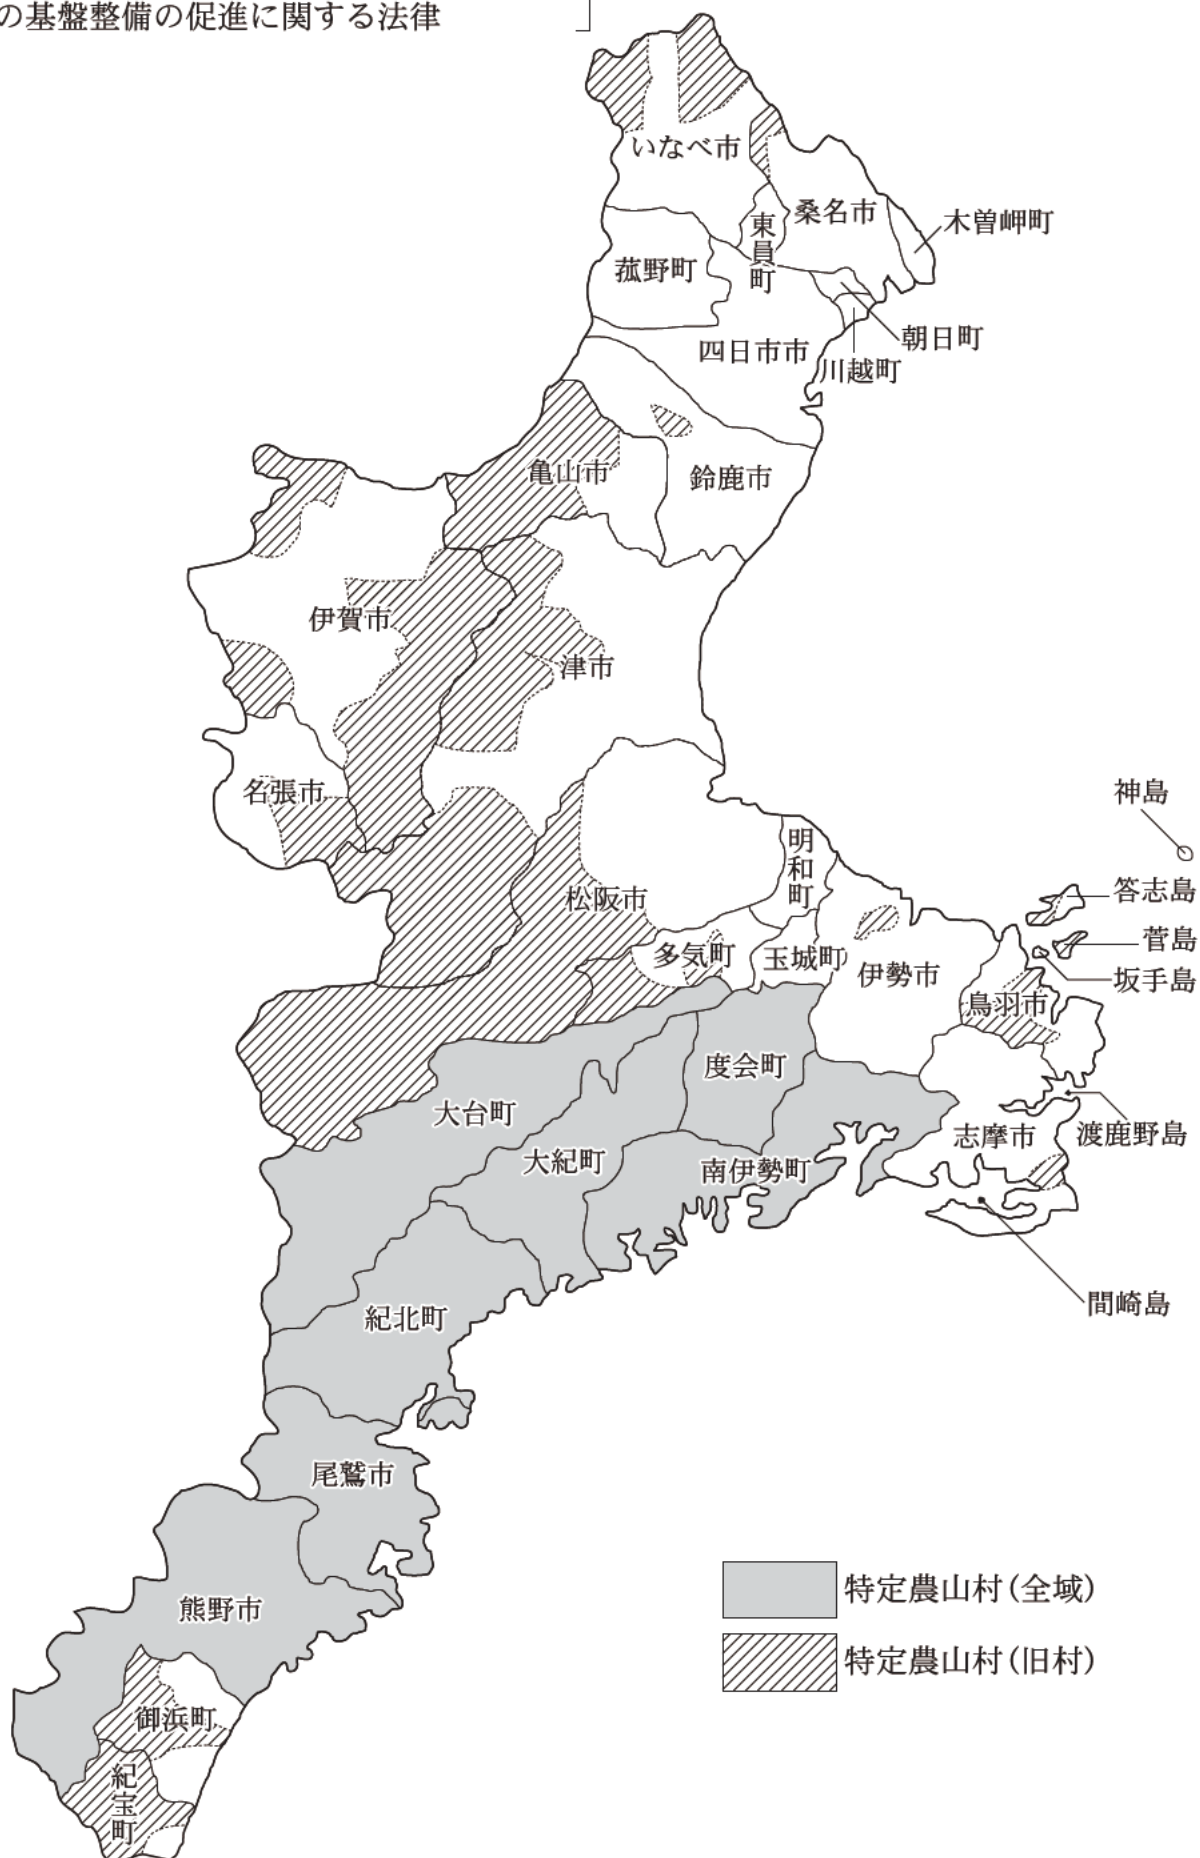 の基盤整備の促進に関する法律
いなべ市
桑名市
木曽岬町
東員町
菰野町
朝日町
四日市市
川越町
亀山市
鈴鹿市
伊賀市
津市
名張市
神島
明和町
答志島
松阪市
菅島
多気町
玉城町
伊勢市
坂手島
鳥羽市
度会町
大台町
志摩市
渡鹿野島
大紀町
南伊勢町
間崎島
紀北町
尾鷲市
特定農山村(全域)
熊野市
特定農山村(旧村)
御浜町
紀宝町